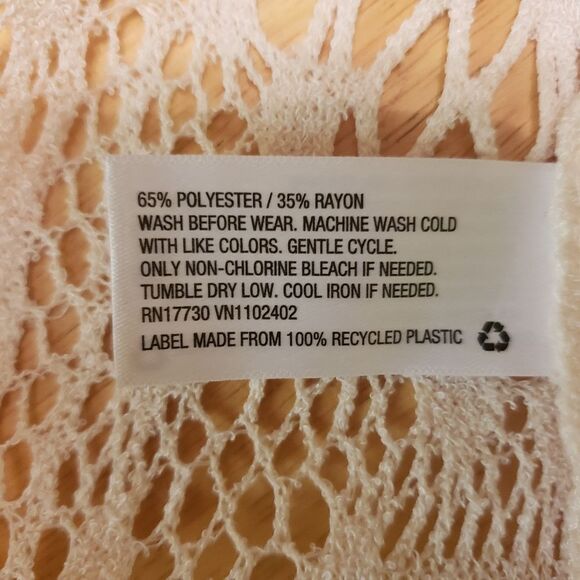 65% POLYESTER / 35% RAYON
WASH BEFORE WEAR. MACHINE WASH COLD
WITH LIKE COLORS. GENTLE CYCLE.
ONLY NON-CHLORINE BLEACH IF NEEDED.
TUMBLE DRY LOW. COOL IRON IF NEEDED.
RN17730 VN1102402
LABEL MADE FROM 100% RECYCLED PLASTIC